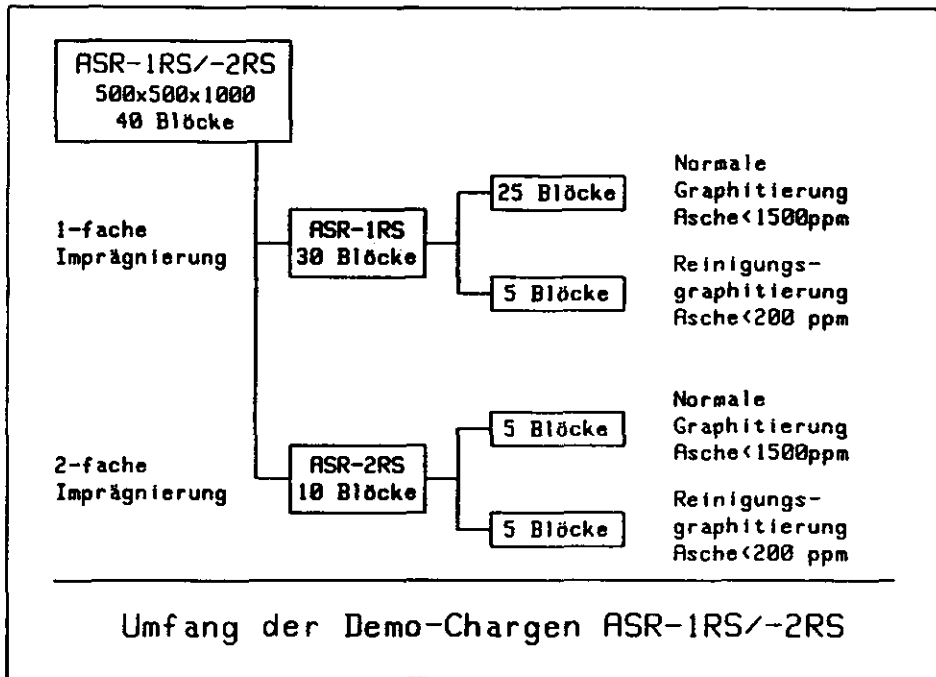 ASR-1RS/-2RS
500x500x1000
40 Blöcke
1-fache
Imprägnierung
ASR-1RS
30 Blöcke
25 Blöcke
Normale
Graphitierung
Asche<1500ppm
5 Blöcke
Reinigungs-
graphitierung
Asche<200 ppm
2-fache
Imprägnierung
ASR-2RS
10 Blöcke
5 Blöcke
Normale
Graphitierung
Asche<1500ppm
5 Blöcke
Reinigungs-
graphitierung
Asche<200 ppm
Umfang der Demo-Chargen ASR-1RS/-2RS